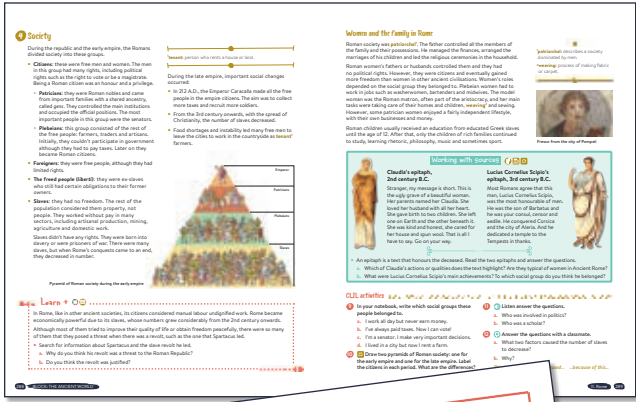 4 Society
During the republic and the early empire, the Romans
divided society into these groups.
• Citizens: these were free men and women. The men
in this group had many rights, including political
rights such as the right to vote or be a magistrate.
Being a Roman citizen was an honour and a privilege.
• Patricians: they were Roman nobles and came
from important families with a shared ancestry,
called gens. They controlled the main institutions
and occupied the official positions. The most
important people in this group were the senators.
• Plebeians: this group consisted of the rest of
the free people: farmers, traders and artisans.
Initially, they couldn't participate in government
although they had to pay taxes. Later on they
became Roman citizens.
• Foreigners: they were free people, although they had
limited rights.
• The freed people (liberti): they were ex-slaves
who still had certain obligations to their former
owners.
• Slaves: they had no freedom. The rest of the
population considered them property, not
people. They worked without pay in many
sectors, including artisanal production, mining,
agriculture and domestic work.
Slaves didn't have any rights. They were born into
slavery or were prisoners of war. There were many
slaves, but when Rome's conquests came to an end,
they decreased in number.
Pyramid of Roman society during the early empire
tenant: person who rents a house or land.
During the late empire, important social changes
occurred:
• In 212 A.D., the Emperor Caracalla made all the free
people in the empire citizens. The aim was to collect
more taxes and recruit more soldiers.
• From the 3rd century onwards, with the spread of
Christianity, the number of slaves decreased.
• Food shortages and instability led many free men to
leave the cities to work in the countryside as tenant*
farmers.
Emperor
Patricians
Plebeians
Slaves
Learn +
In Rome, like in other ancient societies, its citizens considered manual labour undignified work. Rome became
economically powerful due to its slaves, whose numbers grew considerably from the 2nd century onwards.
Although most of them tried to improve their quality of life or obtain freedom peacefully, there were so many
of them that they posed a threat when there was a revolt, such as the one that Spartacus led.
• Search for information about Spartacus and the slave revolt he led.
a. Why do you think his revolt was a threat to the Roman Republic?
b. Do you think the revolt was justified?
288 BLOCK: THE ANCIENT WORLD
Women and the family in Rome
Roman society was patriarchal*. The father controlled all the members of
the family and their possessions. He managed the finances, arranged the
marriages of his children and led the religious ceremonies in the household.
Roman women's fathers or husbands controlled them and they had
no political rights. However, they were citizens and eventually gained
more freedom than women in other ancient civilisations. Women's roles
depended on the social group they belonged to. Plebeian women had to
work in jobs such as washerwomen, bartenders and midwives. The model
woman was the Roman matron, often part of the aristocracy, and her main
tasks were taking care of their homes and children, weaving* and sewing.
However, some patrician women enjoyed a fairly independent lifestyle,
with their own businesses and money.
Roman children usually received an education from educated Greek slaves
until the age of 12. After that, only the children of rich families continued
to study, learning rhetoric, philosophy, music and sometimes sport.
patriarchal: describes a society
dominated by men.
weaving: process of making fabric
or carpet.
Fresco from the city of Pompeii
Working with sources
Claudia's epitaph,
2nd century B.C.
Stranger, my message is short. This is
the ugly grave of a beautiful woman.
Her parents named her Claudia. She
loved her husband with all her heart.
She gave birth to two children. She left
one on Earth and the other beneath it.
She was kind and honest, she cared for
her house and spun wool. That is all I
have to say. Go on your way.
Lucius Cornelius Scipio's
epitaph, 3rd century B.C.
Most Romans agree that this
man, Lucius Cornelius Scipio,
was the most honourable of men.
He was the son of Barbatus and
he was your consul, censor and
aedile. He conquered Corsica
and the city of Aleria. And he
dedicated a temple to the
Tempests in thanks.
• An epitaph is a text that honours the deceased. Read the two epitaphs and answer the questions.
a. Which of Claudia's actions or qualities does the text highlight? Are they typical of women in Ancient Rome?
b. What were Lucius Cornelius Scipio's main achievements? To which social group do you think he belonged?
CLIL activities
In your notebook, write which social groups these
people belonged to.
a. I work all day but never earn money.
b. I've always paid taxes. Now I can vote!
c. I'm a senator. I make very important decisions.
d. I lived in a city but now I rent a farm.
Draw two pyramids of Roman society: one for
the early empire and one for the late empire. Label
the citizens in each period. What are the differences?
Listen answer the questions.
a. Who was involved in politics?
b. Who was a scholar?
Answer the questions with a classmate.
a. What two factors caused the number of slaves
to decrease?
b. Why?
...because of this...
11. Rome 289